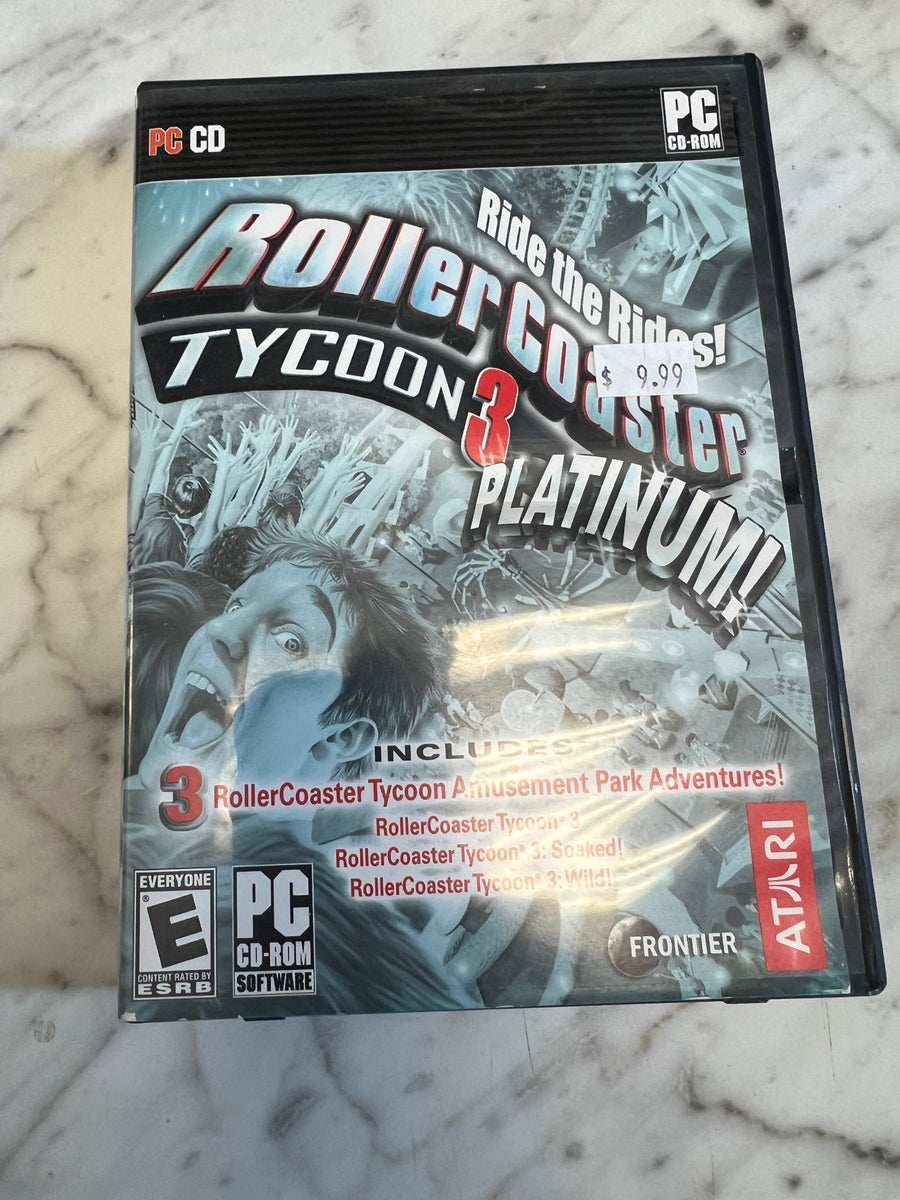 PC CD
PC
CD-ROM
Ride the Rides!
RollerCoaster
TYCOON 3
$ 9.99
PLATINUM!
INCLUDES
3 RollerCoaster Tycoon Amusement Park Adventures!
RollerCoaster Tycoon® 3
RollerCoaster Tycoon® 3: Soaked!
RollerCoaster Tycoon® 3: Wild!
EVERYONE
E®
CONTENT RATED BY
ESRB
PC
CD-ROM
SOFTWARE
FRONTIER
ATARI